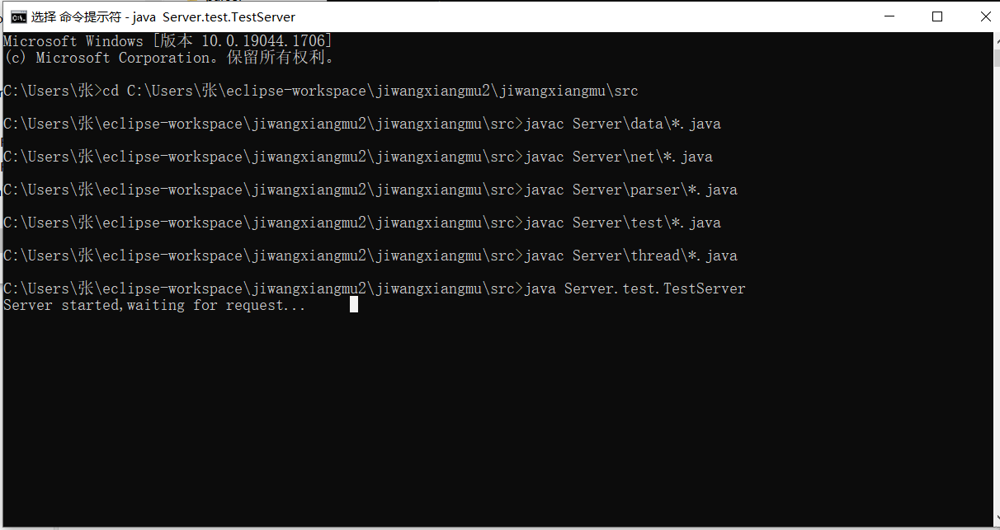 选择 命令提示符 - java  Server.test.TestServer
Microsoft Windows [版本 10.0.19044.1706]
(c) Microsoft Corporation。保留所有权利。
C:\Users\张>cd C:\Users\张\eclipse-workspace\jiwangxiangmu2\jiwangxiangmu\src
C:\Users\张\eclipse-workspace\jiwangxiangmu2\jiwangxiangmu\src>javac Server\data\*.java
C:\Users\张\eclipse-workspace\jiwangxiangmu2\jiwangxiangmu\src>javac Server\net\*.java
C:\Users\张\eclipse-workspace\jiwangxiangmu2\jiwangxiangmu\src>javac Server\parser\*.java
C:\Users\张\eclipse-workspace\jiwangxiangmu2\jiwangxiangmu\src>javac Server\test\*.java
C:\Users\张\eclipse-workspace\jiwangxiangmu2\jiwangxiangmu\src>javac Server\thread\*.java
C:\Users\张\eclipse-workspace\jiwangxiangmu2\jiwangxiangmu\src>java Server.test.TestServer
Server started,waiting for request...